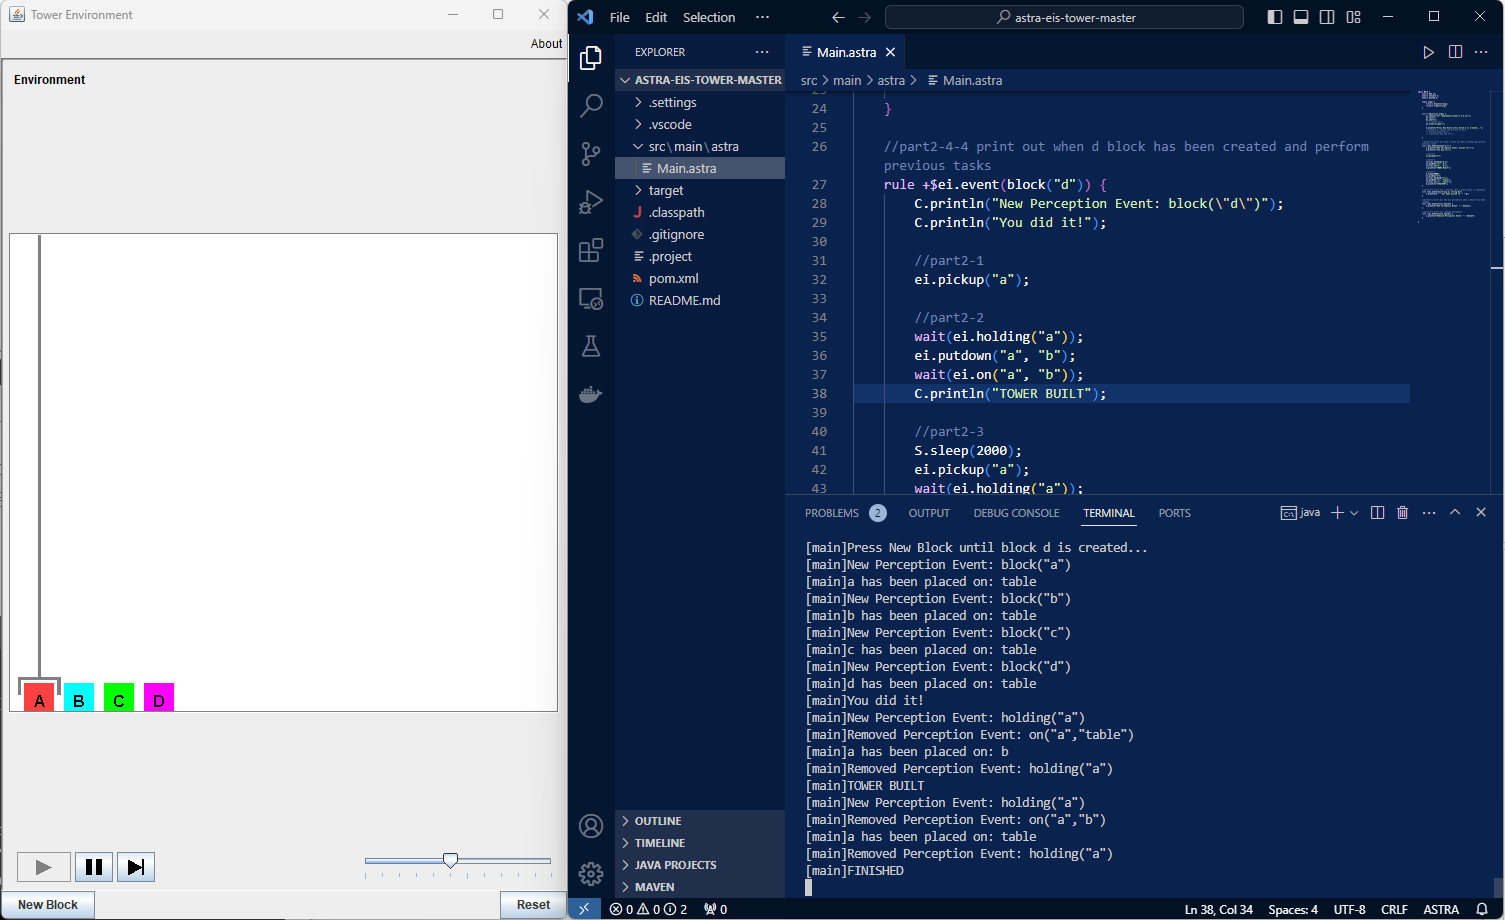 Tower Environment
About
Environment
A B C D
New Block
Reset
File Edit Selection ···
astra-eis-tower-master
EXPLORER ···
ASTRA-EIS-TOWER-MASTER
.settings
.vscode
src\main\astra
Main.astra
target
.classpath
.gitignore
.project
pom.xml
README.md
OUTLINE
TIMELINE
JAVA PROJECTS
MAVEN
Main.astra
src > main > astra > Main.astra
24 }
25
26 //part2-4-4 print out when d block has been created and perform
previous tasks
27 rule +$ei.event(block("d")) {
28 C.println("New Perception Event: block(\"d\")");
29 C.println("You did it!");
30
31 //part2-1
32 ei.pickup("a");
33
34 //part2-2
35 wait(ei.holding("a"));
36 ei.putdown("a", "b");
37 wait(ei.on("a", "b"));
38 C.println("TOWER BUILT");
39
40 //part2-3
41 S.sleep(2000);
42 ei.pickup("a");
43 wait(ei.holding("a"));
PROBLEMS 2 OUTPUT DEBUG CONSOLE TERMINAL PORTS java
[main]Press New Block until block d is created...
[main]New Perception Event: block("a")
[main]a has been placed on: table
[main]New Perception Event: block("b")
[main]b has been placed on: table
[main]New Perception Event: block("c")
[main]c has been placed on: table
[main]New Perception Event: block("d")
[main]d has been placed on: table
[main]You did it!
[main]New Perception Event: holding("a")
[main]Removed Perception Event: on("a","table")
[main]a has been placed on: b
[main]Removed Perception Event: holding("a")
[main]TOWER BUILT
[main]New Perception Event: holding("a")
[main]Removed Perception Event: on("a","b")
[main]a has been placed on: table
[main]Removed Perception Event: holding("a")
[main]FINISHED
0 0 2 0 Ln 38, Col 34 Spaces: 4 UTF-8 CRLF ASTRA